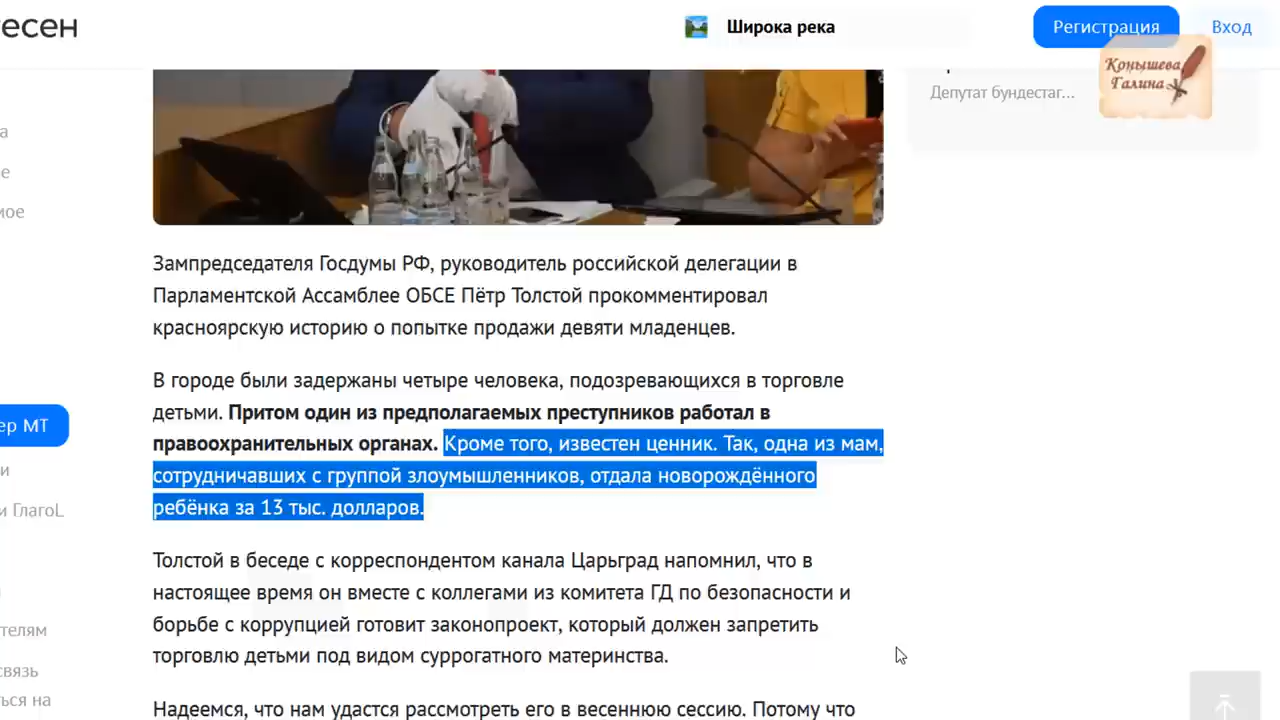 есен
Широка река
Регистрация
Вход
Конышева
Галина
Депутат бундестаг...
Зампредседателя Госдумы РФ, руководитель российской делегации в
Парламентской Ассамблее ОБСЕ Пётр Толстой прокомментировал
красноярскую историю о попытке продажи девяти младенцев.
В городе были задержаны четыре человека, подозревающихся в торговле
детьми. Притом один из предполагаемых преступников работал в
правоохранительных органах. Кроме того, известен ценник. Так, одна из мам,
сотрудничавших с группой злоумышленников, отдала новорождённого
ребёнка за 13 тыс. долларов.
Толстой в беседе с корреспондентом канала Царьград напомнил, что в
настоящее время он вместе с коллегами из комитета ГД по безопасности и
борьбе с коррупцией готовит законопроект, который должен запретить
торговлю детьми под видом суррогатного материнства.
Надеемся, что нам удастся рассмотреть его в весеннюю сессию. Потому что
а
е
мое
ер МТ
и
и ГлагоL
телям
связь
ься на